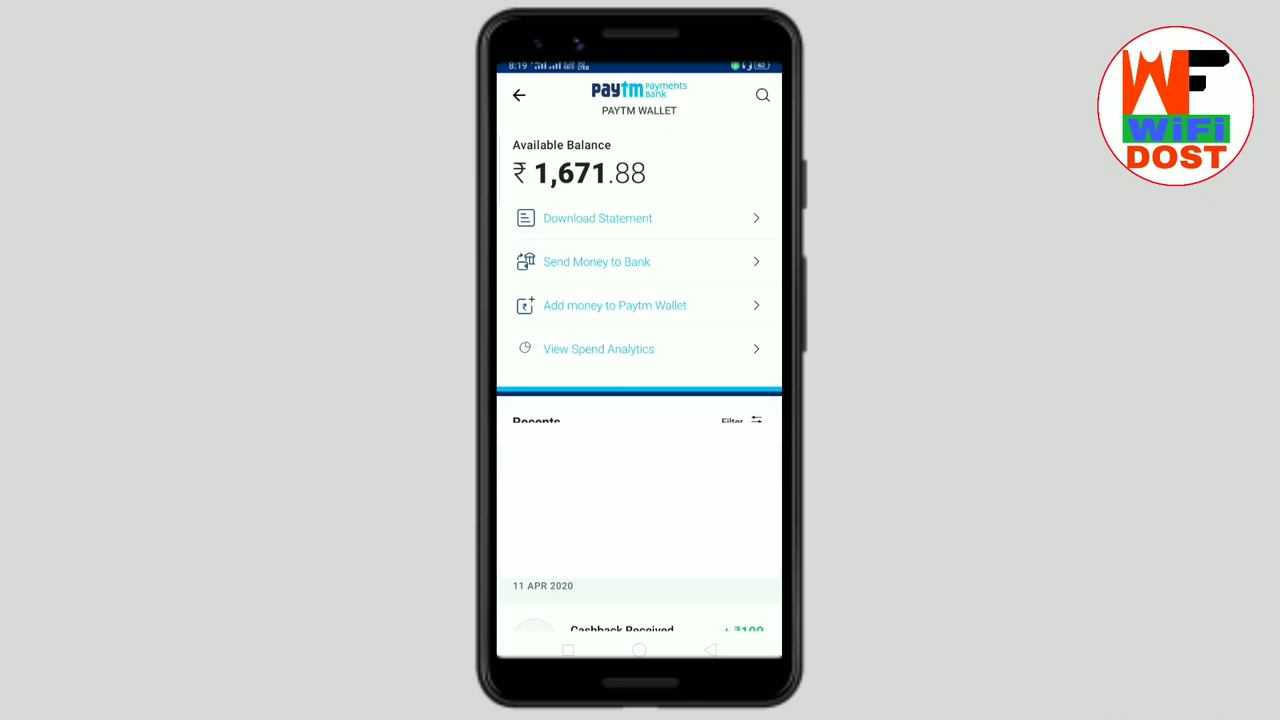 8:19
paytm Payments Bank
PAYTM WALLET
Available Balance
₹ 1,671.88
Download Statement
Send Money to Bank
Add money to Paytm Wallet
View Spend Analytics
Recents
Filter
11 APR 2020
Cashback Received + ₹100
WF
WiFi
DOST